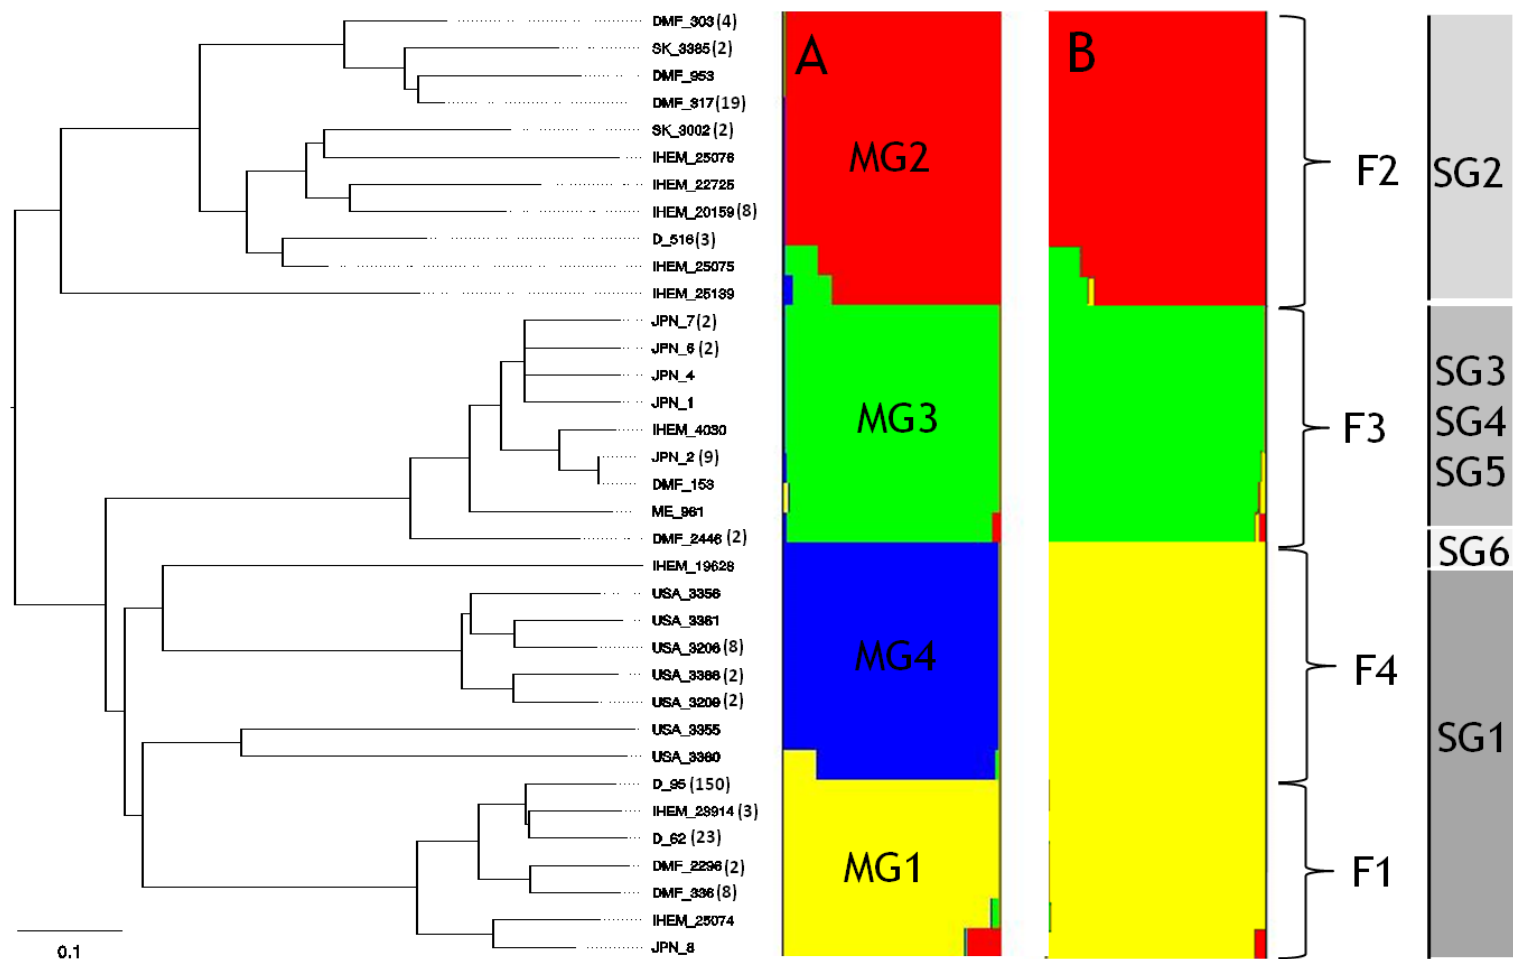 DMF_303 (4)
SK_3385 (2)
DMF_953
DMF_317 (19)
SK_3002 (2)
IHEM_25076
IHEM_22725
IHEM_20159 (8)
D_516 (3)
IHEM_25075
IHEM_25139
JPN_7 (2)
JPN_6 (2)
JPN_4
JPN_1
IHEM_4030
JPN_2 (9)
DMF_153
ME_961
DMF_2446 (2)
IHEM_19628
USA_3356
USA_3361
USA_3206 (8)
USA_3366 (2)
USA_3209 (2)
USA_3355
USA_3360
D_95 (150)
IHEM_23914 (3)
D_62 (23)
DMF_2296 (2)
DMF_336 (8)
IHEM_25074
JPN_8
0.1
A
MG2
MG3
MG4
MG1
B
F2
F3
F4
F1
SG2
SG3
SG4
SG5
SG6
SG1